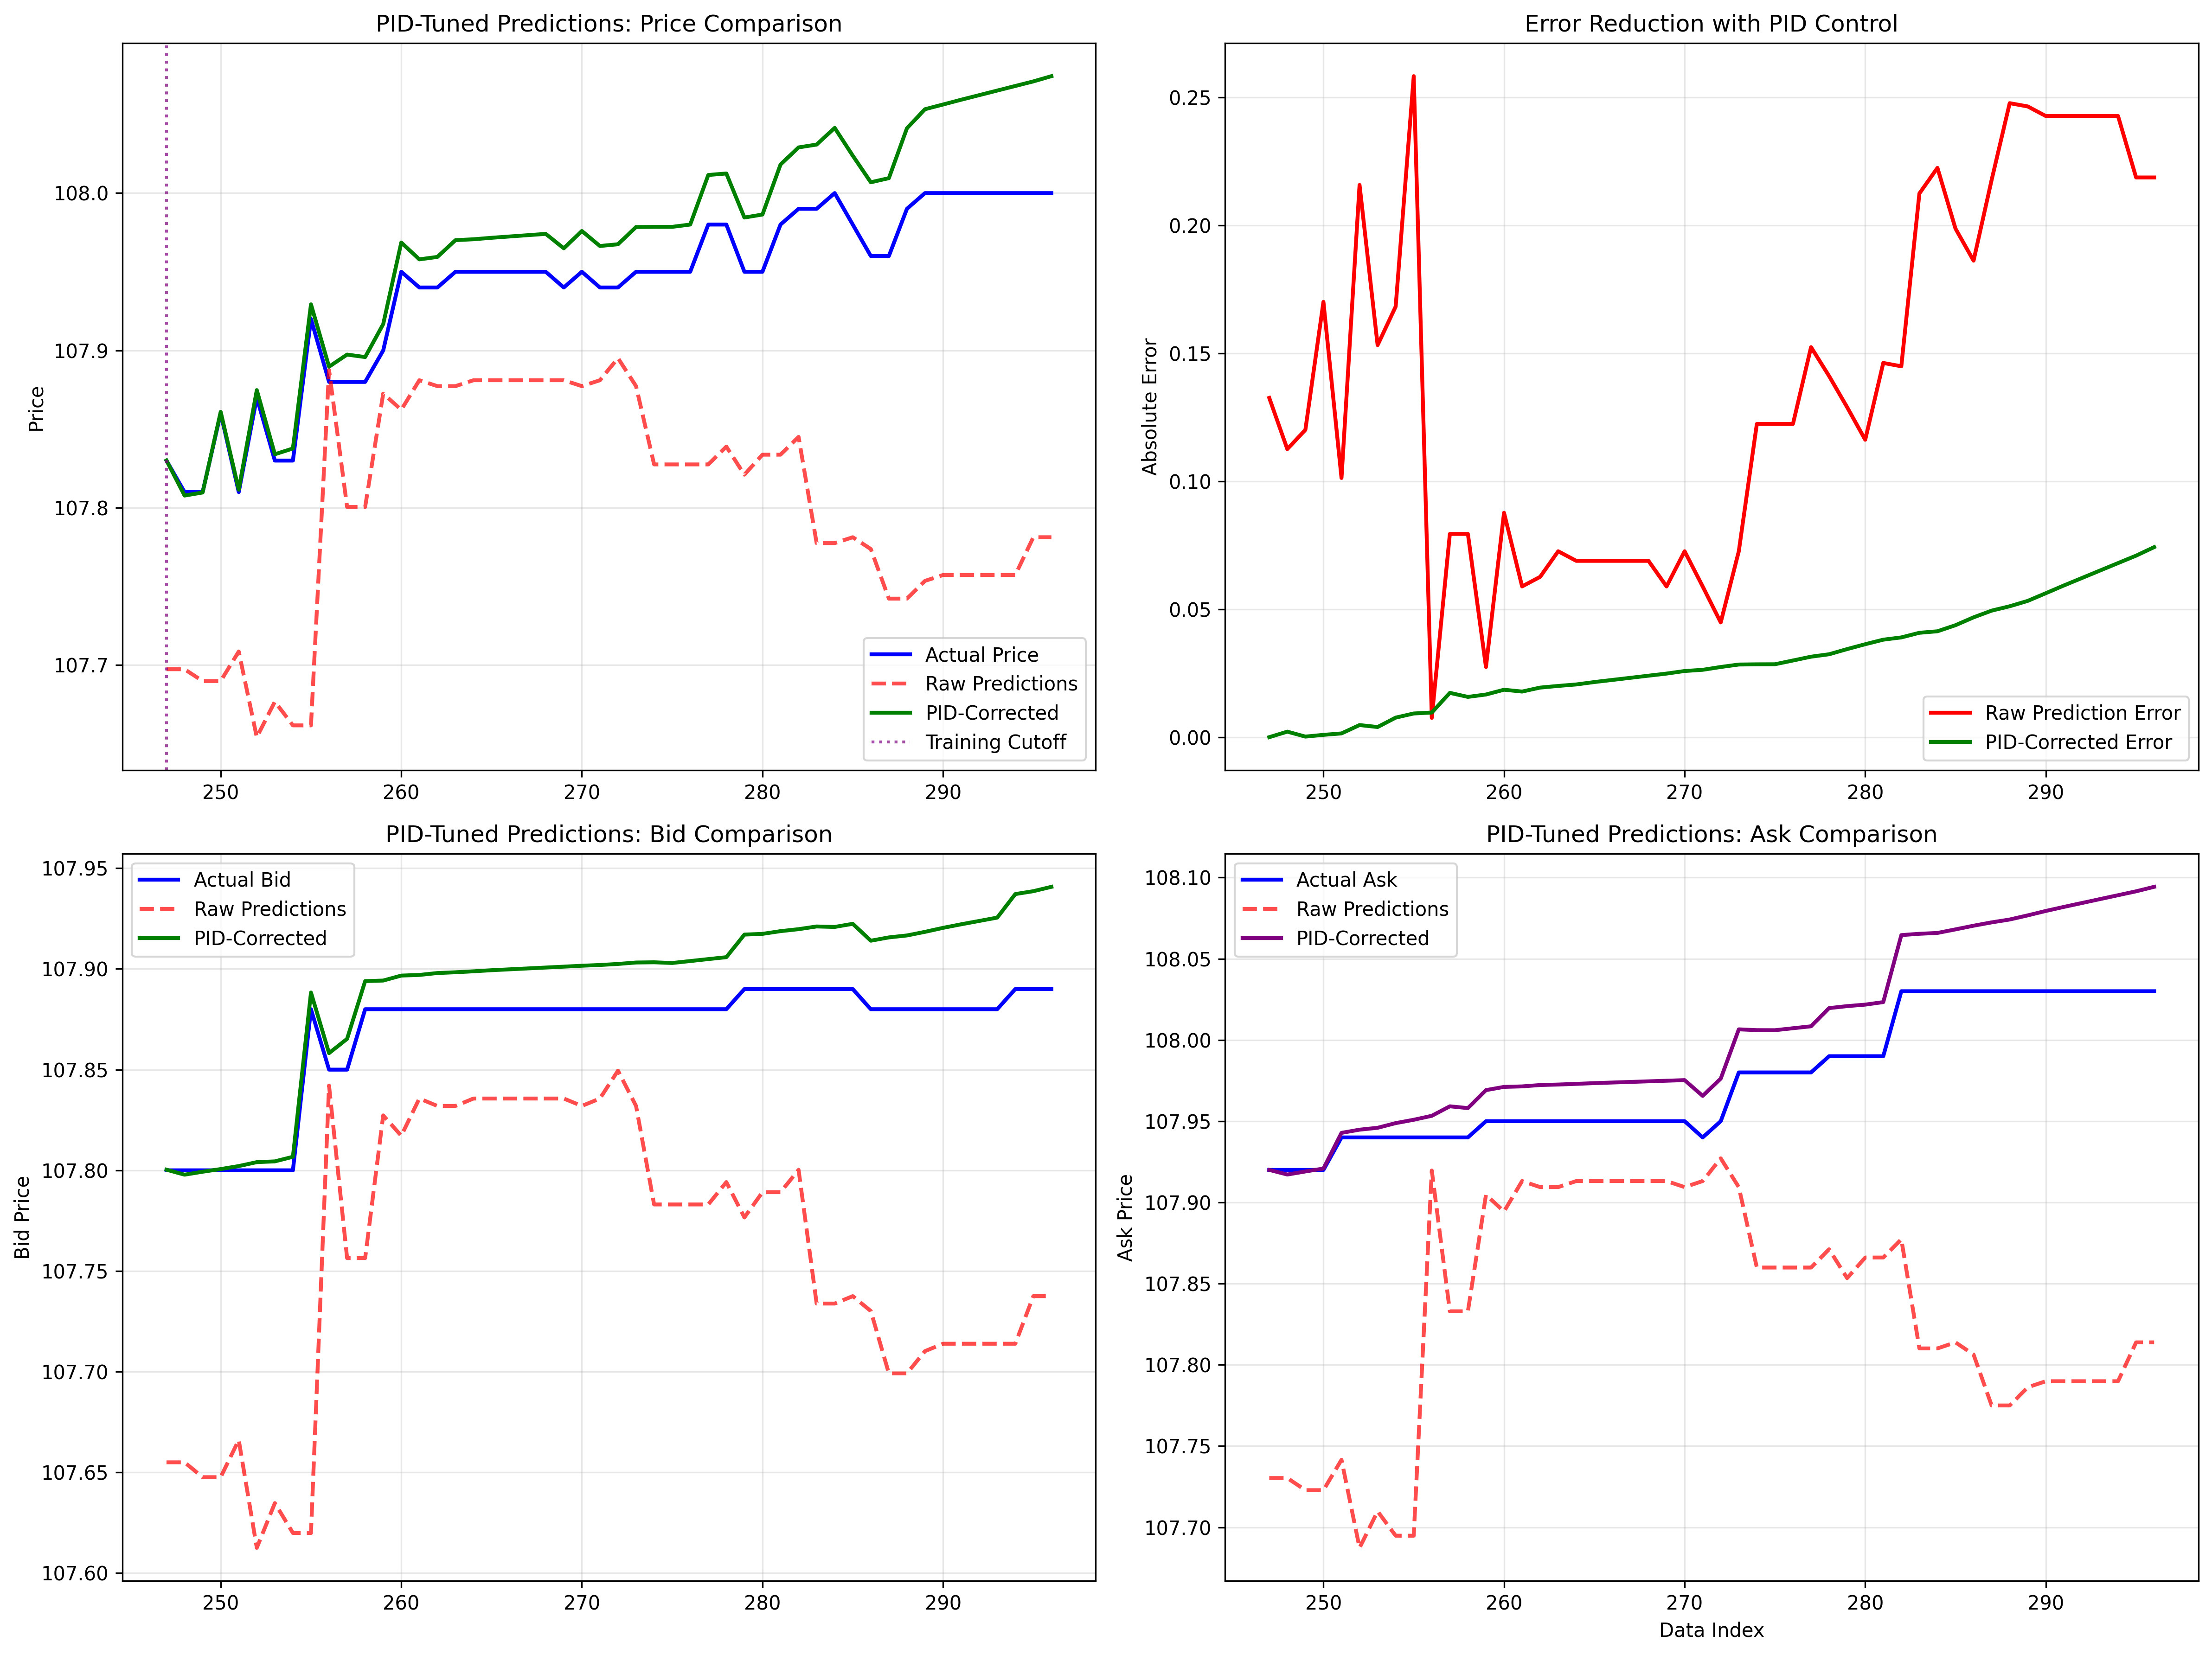 PID-Tuned Predictions: Price Comparison
Price
108.0
107.9
107.8
107.7
250 260 270 280 290
Actual Price
Raw Predictions
PID-Corrected
Training Cutoff
Error Reduction with PID Control
Absolute Error
0.25
0.20
0.15
0.10
0.05
0.00
250 260 270 280 290
Raw Prediction Error
PID-Corrected Error
PID-Tuned Predictions: Bid Comparison
Bid Price
107.95
107.90
107.85
107.80
107.75
107.70
107.65
107.60
250 260 270 280 290
Actual Bid
Raw Predictions
PID-Corrected
PID-Tuned Predictions: Ask Comparison
Ask Price
108.10
108.05
108.00
107.95
107.90
107.85
107.80
107.75
107.70
250 260 270 280 290
Data Index
Actual Ask
Raw Predictions
PID-Corrected